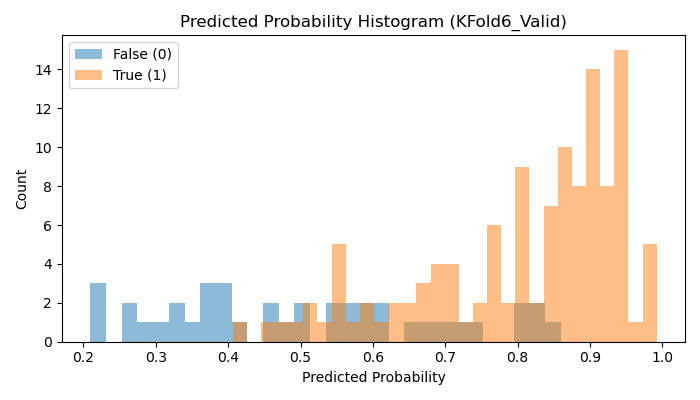 Predicted Probability Histogram (KFold6_Valid)
False (0)
True (1)
14
12
10
8
6
4
2
0
Count
0.2 0.3 0.4 0.5 0.6 0.7 0.8 0.9 1.0
Predicted Probability